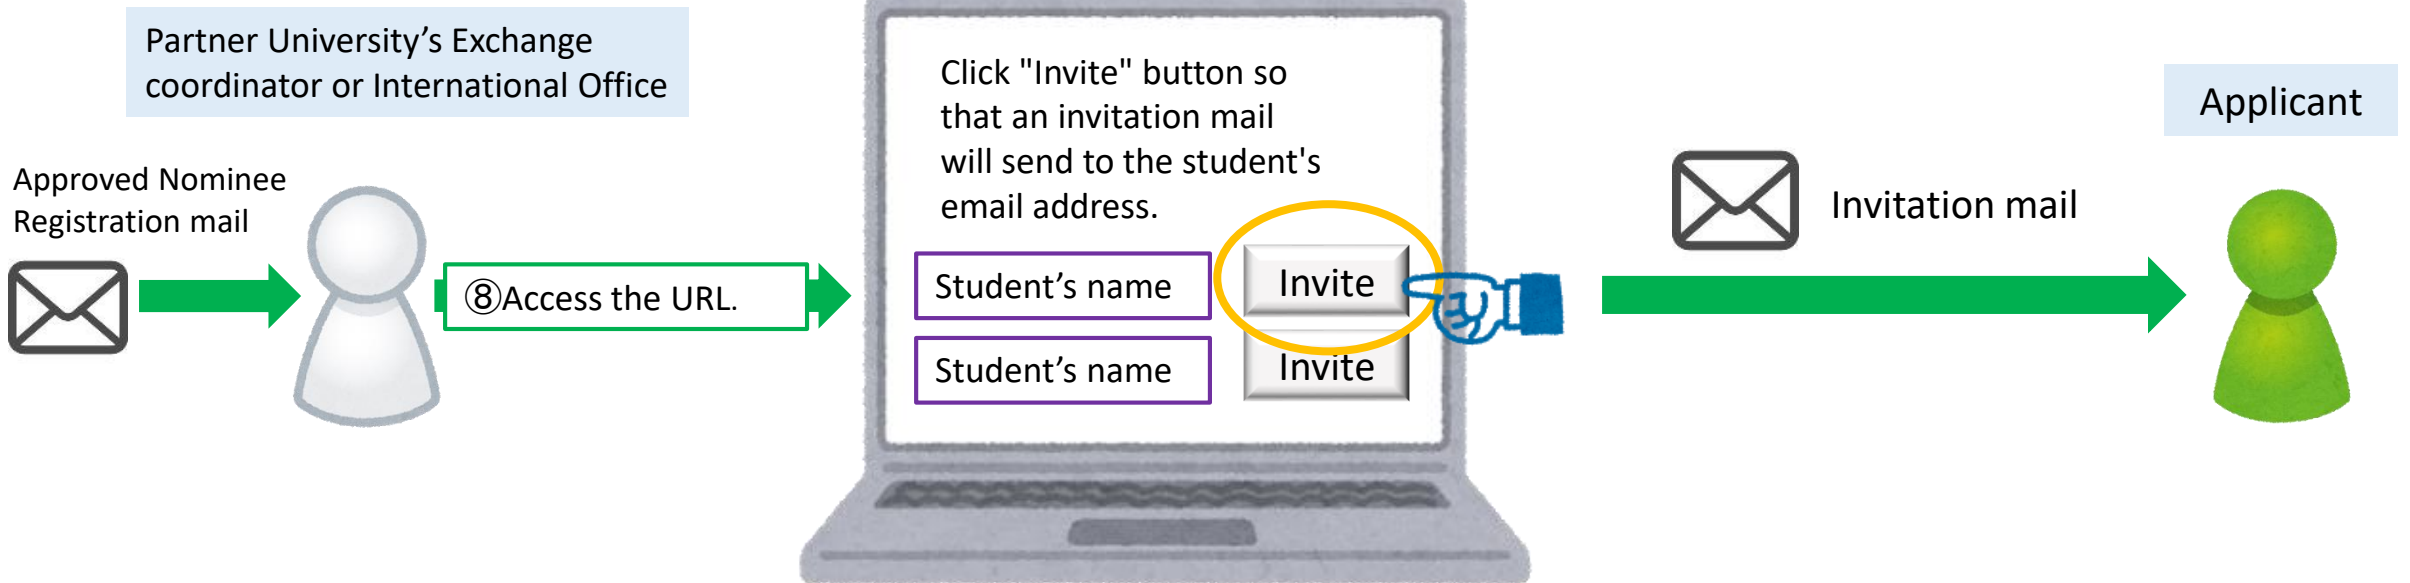 Partner University’s Exchange
coordinator or International Office
Approved Nominee
Registration mail
⑧Access the URL.
Click "Invite" button so
that an invitation mail
will send to the student's
email address.
Student’s name
Invite
Student’s name
Invite
Invitation mail
Applicant